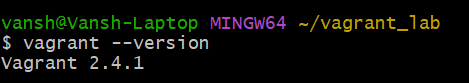 vansh@Vansh-Laptop MINGW64 ~/vagrant_lab
$ vagrant --version
Vagrant 2.4.1